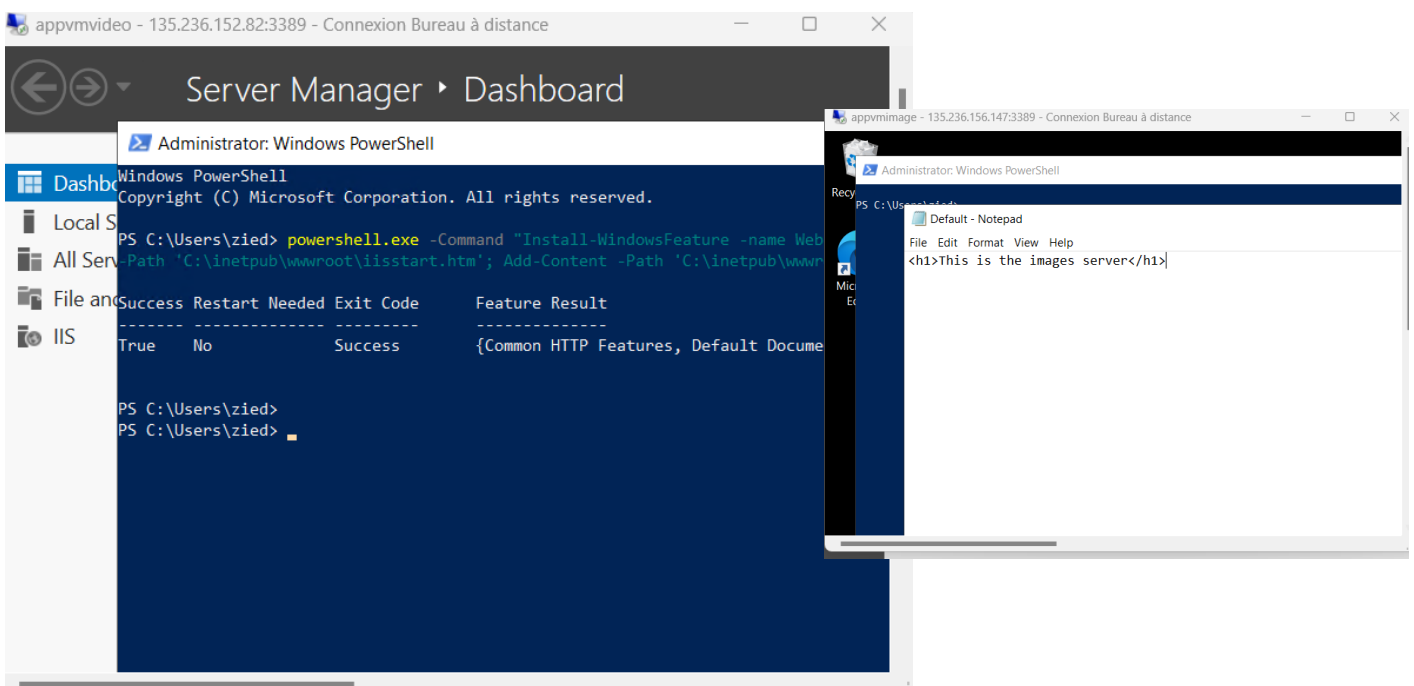 appvmvideo - 135.236.152.82:3389 - Connexion Bureau à distance
Server Manager ‣ Dashboard
Administrator: Windows PowerShell
Dashbo
Local S
All Serv
File and
IIS
Windows PowerShell
Copyright (C) Microsoft Corporation. All rights reserved.
PS C:\Users\zied> powershell.exe -Command "Install-WindowsFeature -name Web
-Path 'C:\inetpub\wwwroot\iisstart.htm'; Add-Content -Path 'C:\inetpub\wwwr
Success Restart Needed Exit Code Feature Result
------- -------------- --------- --------------
True No Success {Common HTTP Features, Default Docume
PS C:\Users\zied>
PS C:\Users\zied>
appvmimage - 135.236.156.147:3389 - Connexion Bureau à distance
Recy
Administrator: Windows PowerShell
PS C:\Users\zied>
Mic
Ec
Default - Notepad
File Edit Format View Help
<h1>This is the images server</h1>